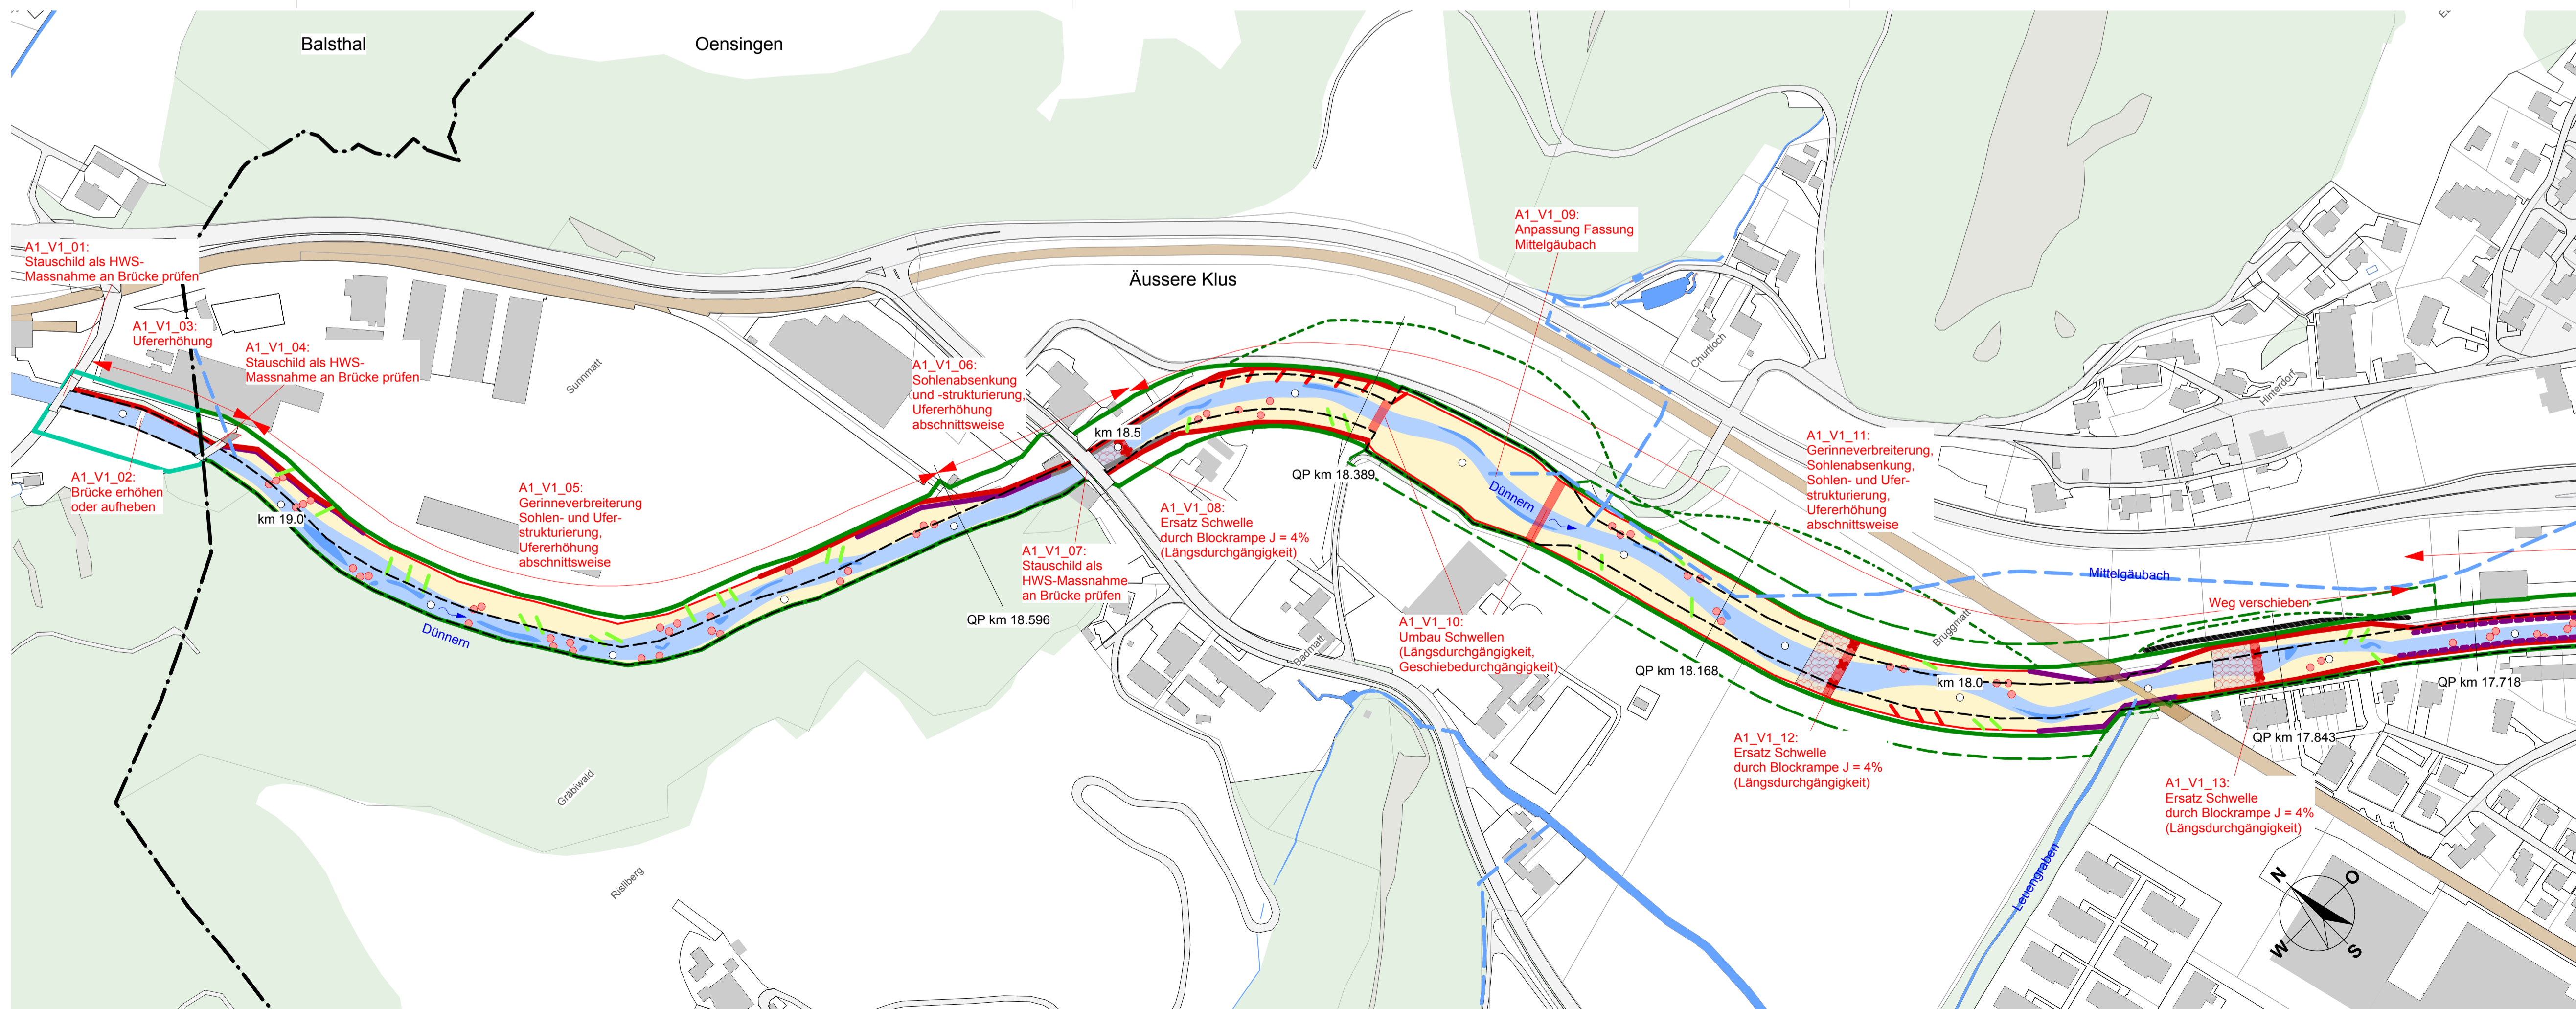 Balsthal
Oensingen
A1_V1_01:
Stauschild als HWS-
Massnahme an Brücke prüfen
A1_V1_03:
Ufererhöhung
A1_V1_04:
Stauschild als HWS-
Massnahme an Brücke prüfen
A1_V1_02:
Brücke erhöhen
oder aufheben
km 19.0
A1_V1_05:
Gerinneverbreiterung
Sohlen- und Ufer-
strukturierung,
Ufererhöhung
abschnittsweise
Sunnmatt
Dünnern
Gräbiwald
Risliberg
A1_V1_06:
Sohlenabsenkung
und -strukturierung,
Ufererhöhung
abschnittsweise
Äussere Klus
km 18.5
QP km 18.596
A1_V1_07:
Stauschild als
HWS-Massnahme
an Brücke prüfen
A1_V1_08:
Ersatz Schwelle
durch Blockrampe J = 4%
(Längsdurchgängigkeit)
QP km 18.389
A1_V1_09:
Anpassung Fassung
Mittelgäubach
Churtloch
Dünnern
Badmatt
A1_V1_10:
Umbau Schwellen
(Längsdurchgängigkeit,
Geschiebedurchgängigkeit)
QP km 18.168
A1_V1_11:
Gerinneverbreiterung,
Sohlenabsenkung,
Sohlen- und Ufer-
strukturierung,
Ufererhöhung
abschnittsweise
A1_V1_12:
Ersatz Schwelle
durch Blockrampe J = 4%
(Längsdurchgängigkeit)
Bruggmatt
km 18.0
Hinterdorf
Mittelgäubach
Weg verschieben
QP km 17.718
QP km 17.843
A1_V1_13:
Ersatz Schwelle
durch Blockrampe J = 4%
(Längsdurchgängigkeit)
Leuengraben
N
O
W
S